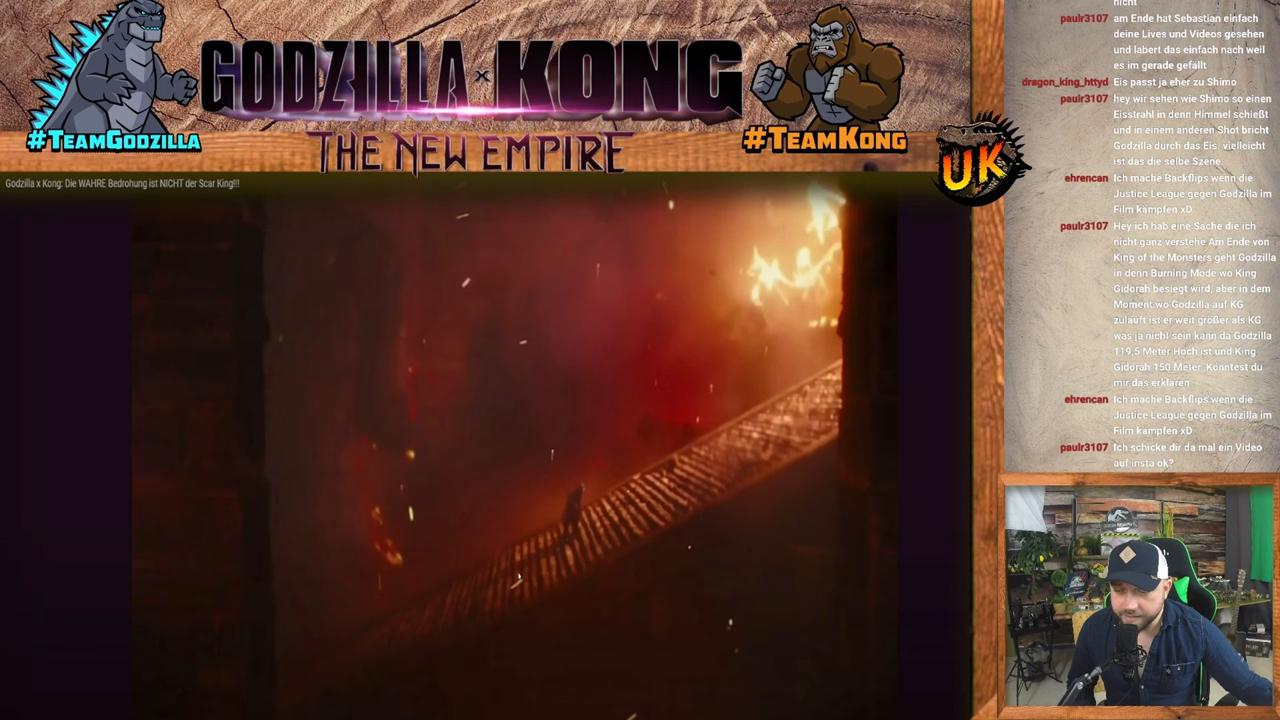 GODZILLA x KONG
THE NEW EMPIRE
#TEAMGODZILLA
#TEAMKONG
UK
Godzilla x Kong: Die WAHRE Bedrohung ist NICHT der Scar King!!!
nicht
paulr3107 am Ende hat Sebastian einfach
deine Lives und Videos gesehen
und labert das einfach nach weil
es im gerade gefällt
dragon_king_httyd Eis passt ja eher zu Shimo
paulr3107 hey wir sehen wie Shimo so einen
Eisstrahl in denn Himmel schießt
und in einem anderen Shot bricht
Godzilla durch das Eis. vielleicht
ist das die selbe Szene
ehrencan Ich mache Backflips wenn die
Justice League gegen Godzilla im
Film kämpfen xD
paulr3107 Hey ich hab eine Sache die ich
nicht ganz verstehe Am Ende von
King of the Monsters geht Godzilla
in denn Burning Mode wo King
Gidorah besiegt wird, aber in dem
Moment wo Godzilla auf KG
zuläuft ist er weit größer als KG
was ja nicht sein kann da Godzilla
119,5 Meter Hoch ist und King
Gidorah 150 Meter. Konntest du
mir das erklären
ehrencan Ich mache Backflips wenn die
Justice League gegen Godzilla im
Film kämpfen xD
paulr3107 Ich schicke dir da mal ein Video
auf insta ok?